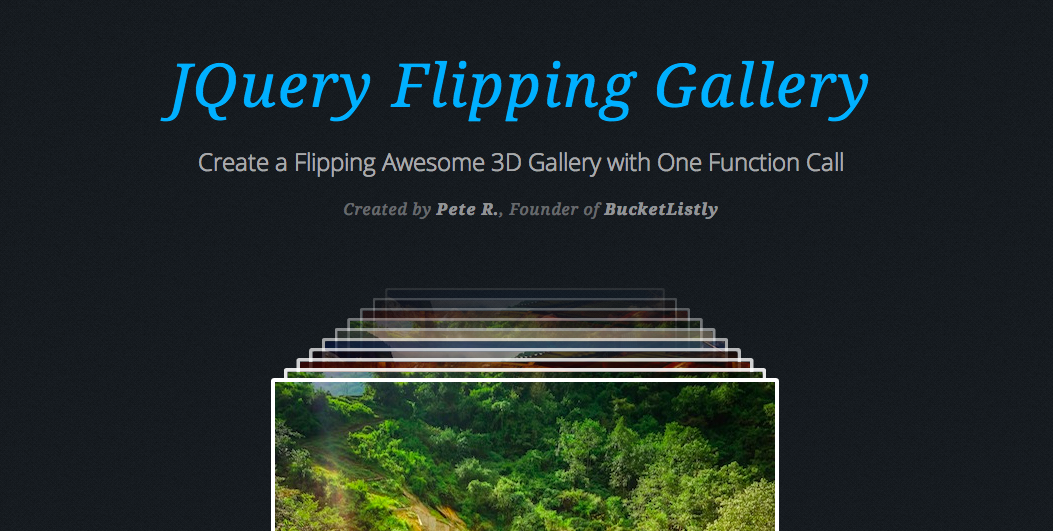 JQuery Flipping Gallery
Create a Flipping Awesome 3D Gallery with One Function Call
Created by Pete R., Founder of BucketListly